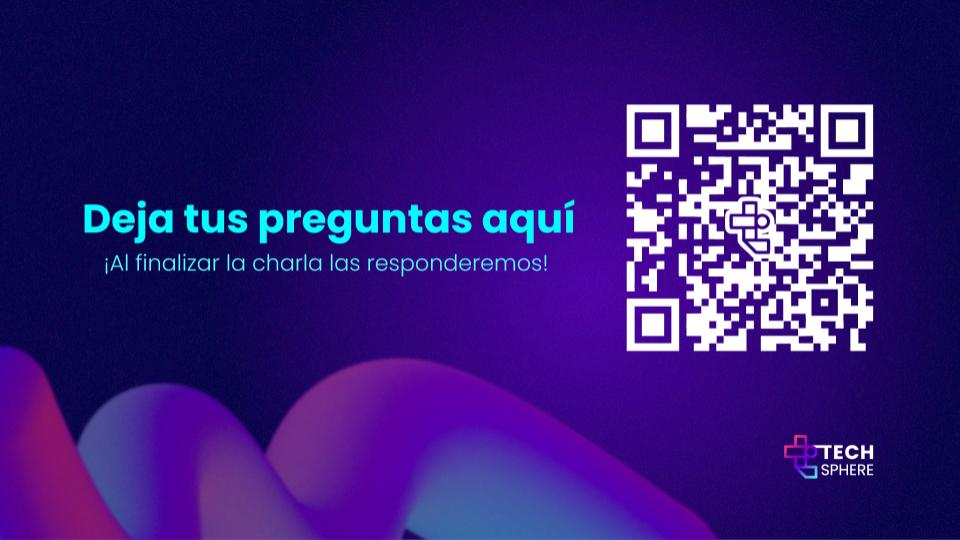 Deja tus preguntas aquí
¡Al finalizar la charla las responderemos!
TECH
SPHERE